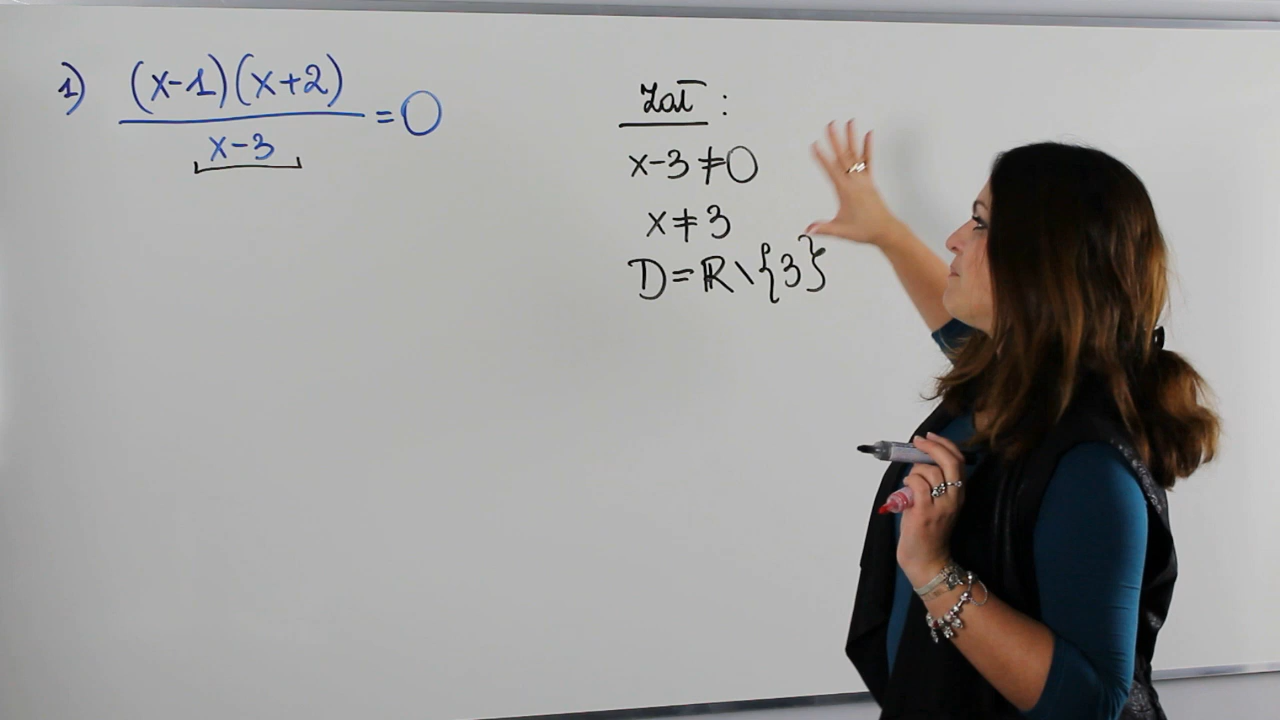 1) (x-1)(x+2)
x-3 = 0
Zał:
x-3≠0
x≠3
D=R\{3}